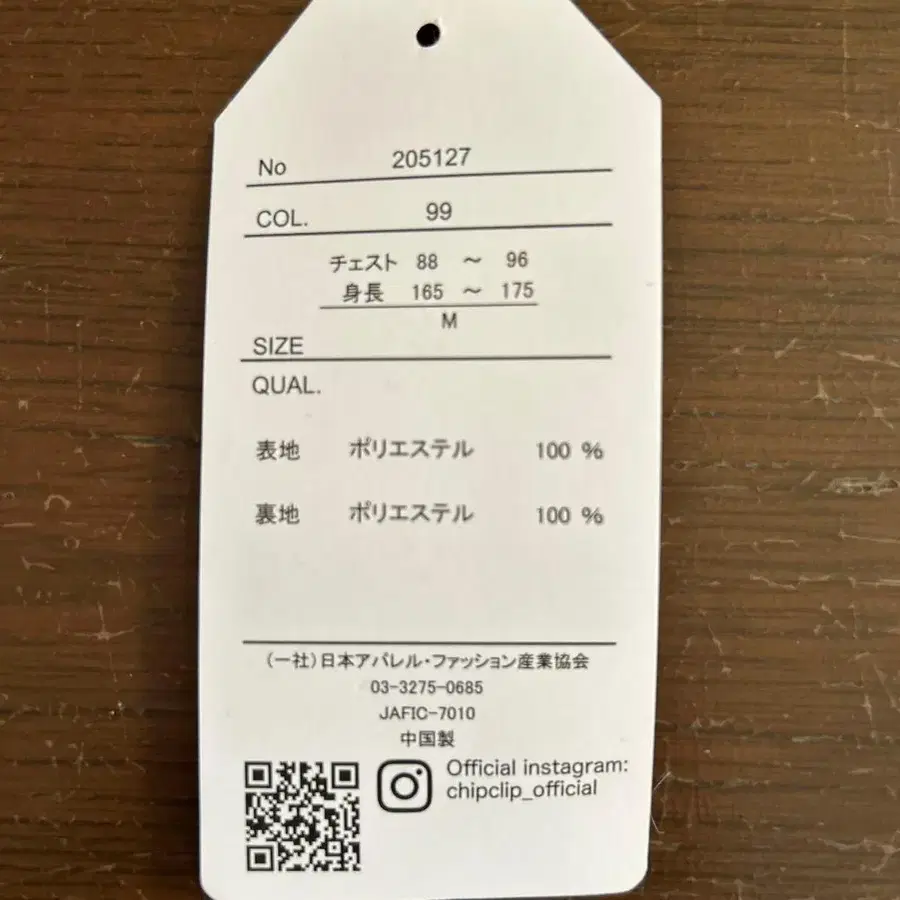 No 205127
COL. 99
チェスト 88 ～ 96
身長 165 ～ 175
M
SIZE
QUAL.
表地 ポリエステル 100 %
裏地 ポリエステル 100 %
(一社)日本アパレル・ファッション産業協会
03-3275-0685
JAFIC-7010
中国製
Official instagram:
chipclip_official